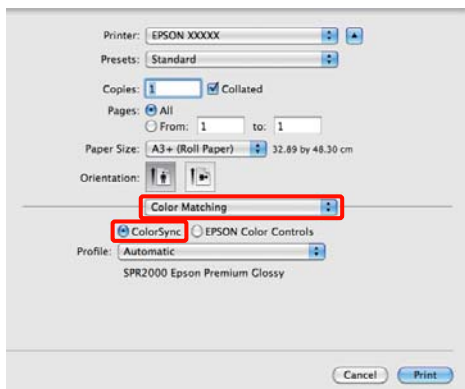 Printer: EPSON XXXXX
Presets: Standard
Copies: 1 Collated
Pages: All
From: 1 to: 1
Paper Size: A3+ (Roll Paper) 32.89 by 48.30 cm
Orientation:
Color Matching
ColorSync EPSON Color Controls
Profile: Automatic
SPR2000 Epson Premium Glossy
Cancel Print